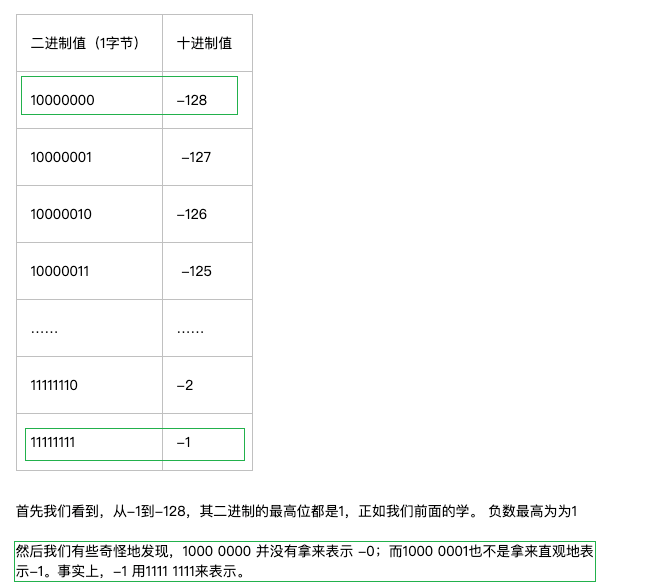 二进制值（1字节） 十进制值
10000000 -128
10000001 -127
10000010 -126
10000011 -125
...... ......
11111110 -2
11111111 -1
首先我们看到，从-1到-128，其二进制的最高位都是1，正如我们前面的学。 负数最高为为1
然后我们有些奇怪地发现，1000 0000 并没有拿来表示 -0；而1000 0001也不是拿来直观地表
示-1。事实上，-1 用1111 1111来表示。